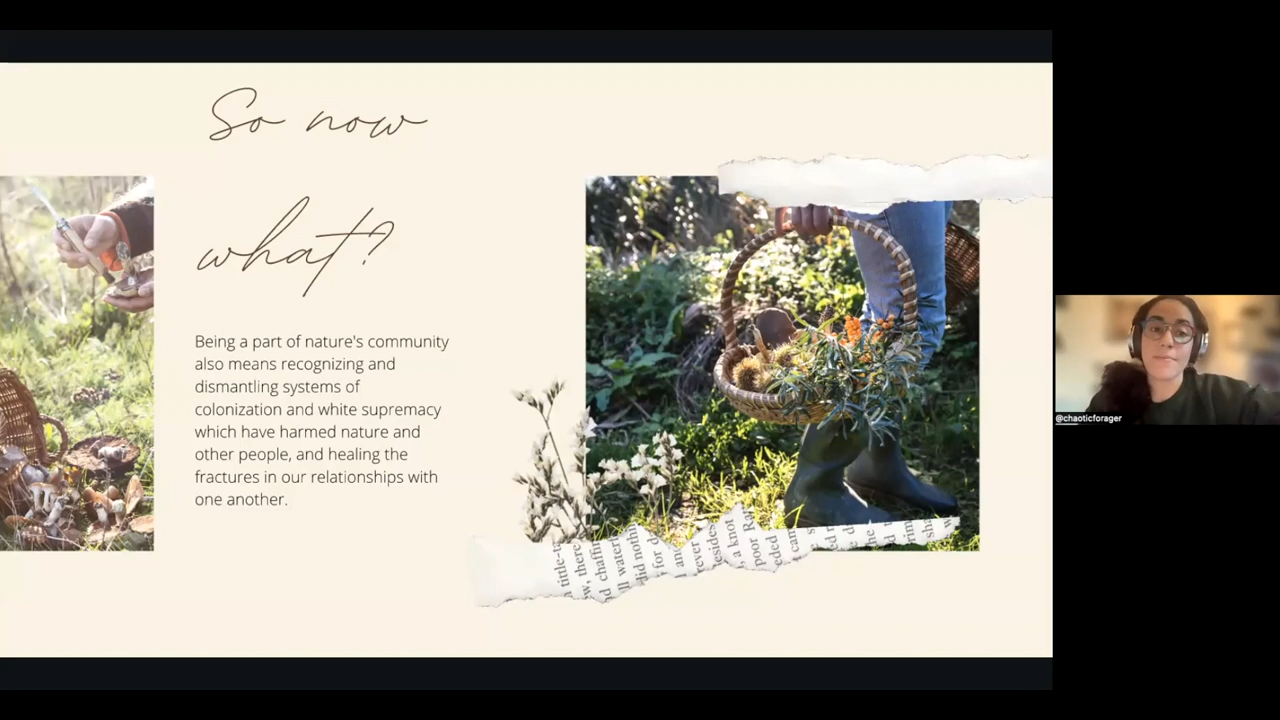 So now
what?
Being a part of nature's community
also means recognizing and
dismantling systems of
colonization and white supremacy
which have harmed nature and
other people, and healing the
fractures in our relationships with
one another.
@chaoticforager